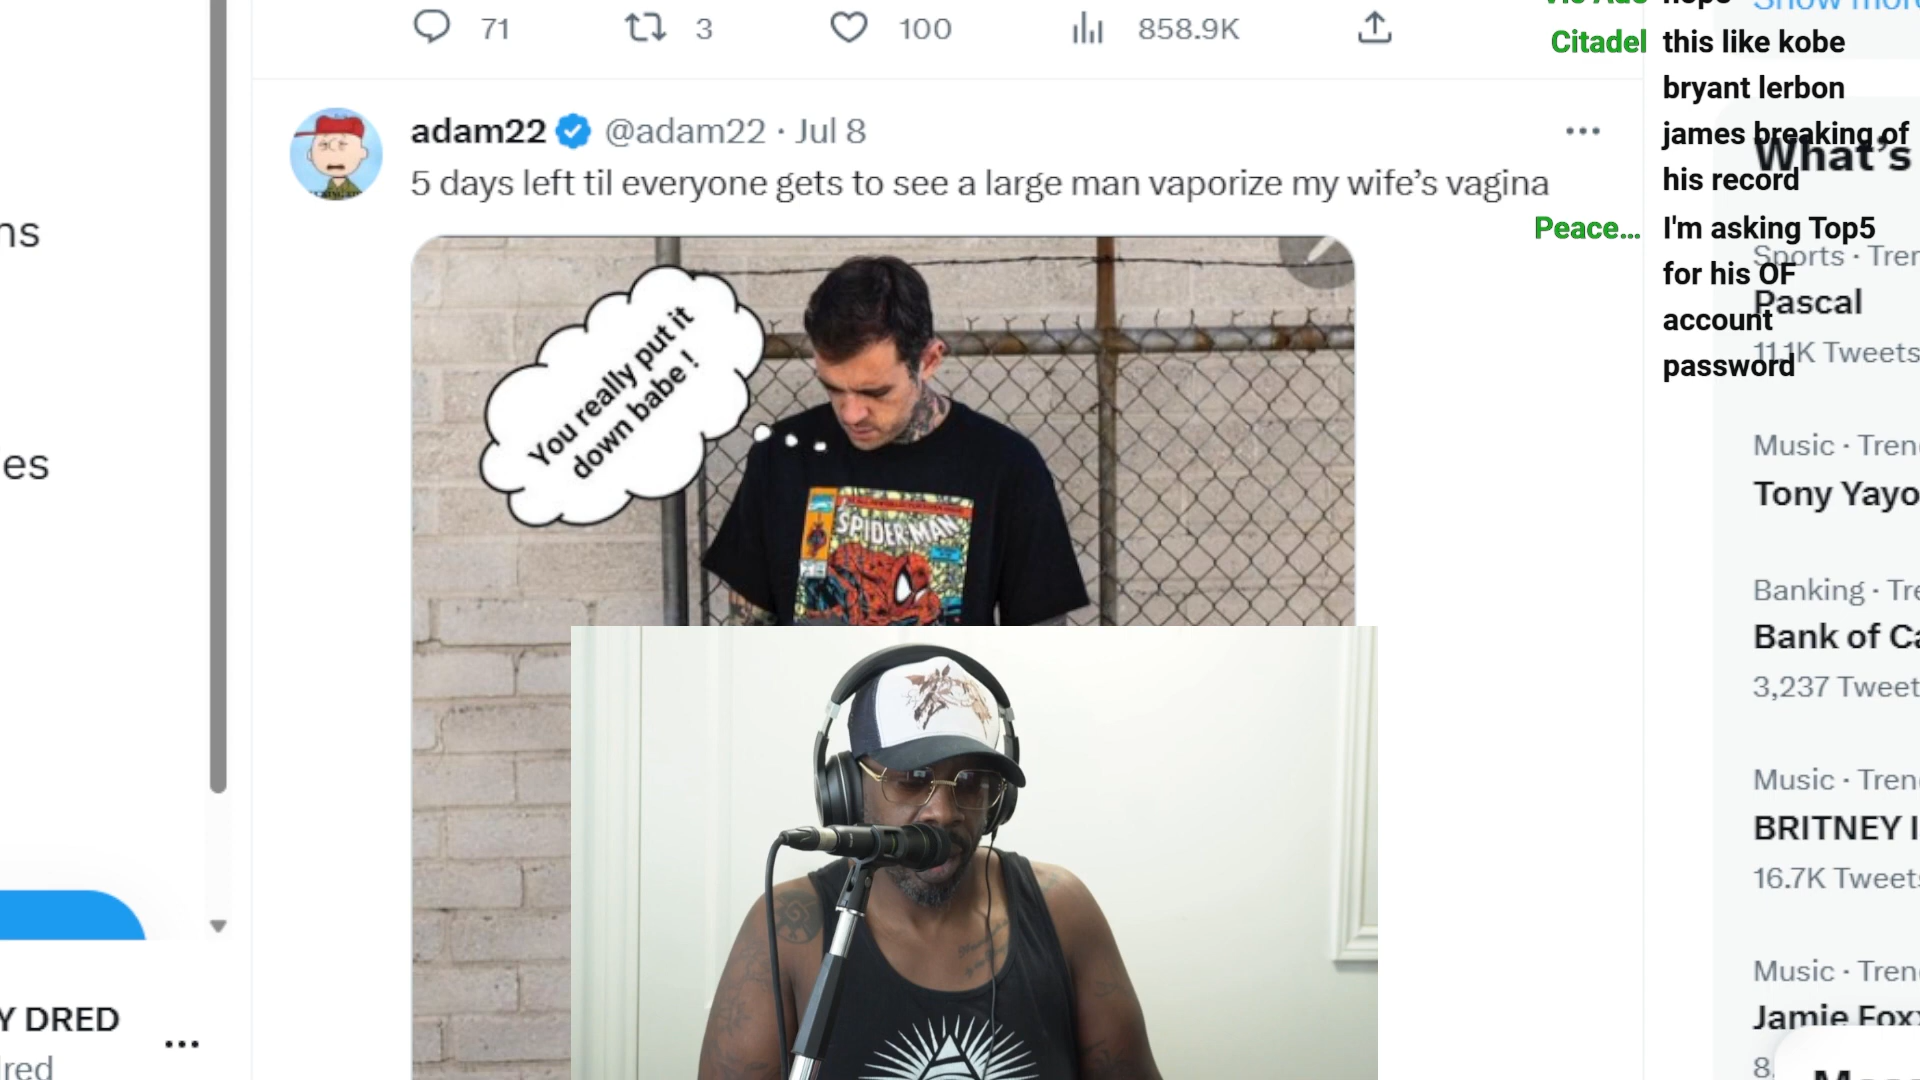 71 3 100 858.9K
adam22 @adam22 · Jul 8
5 days left til everyone gets to see a large man vaporize my wife's vagina
You really put it
down babe !
SPIDER-MAN
ns
es
Y DRED
Citadel this like kobe
bryant lerbon
james breaking of
his record
Peace... I'm asking Top5
for his OF
account
password
What's
Sports · Tren
Pascal
11.1K Tweets
Music · Tren
Tony Yayo
Banking · Tre
Bank of Ca
3,237 Tweet
Music · Tren
BRITNEY
16.7K Tweets
Music · Tren
Jamie Foxx